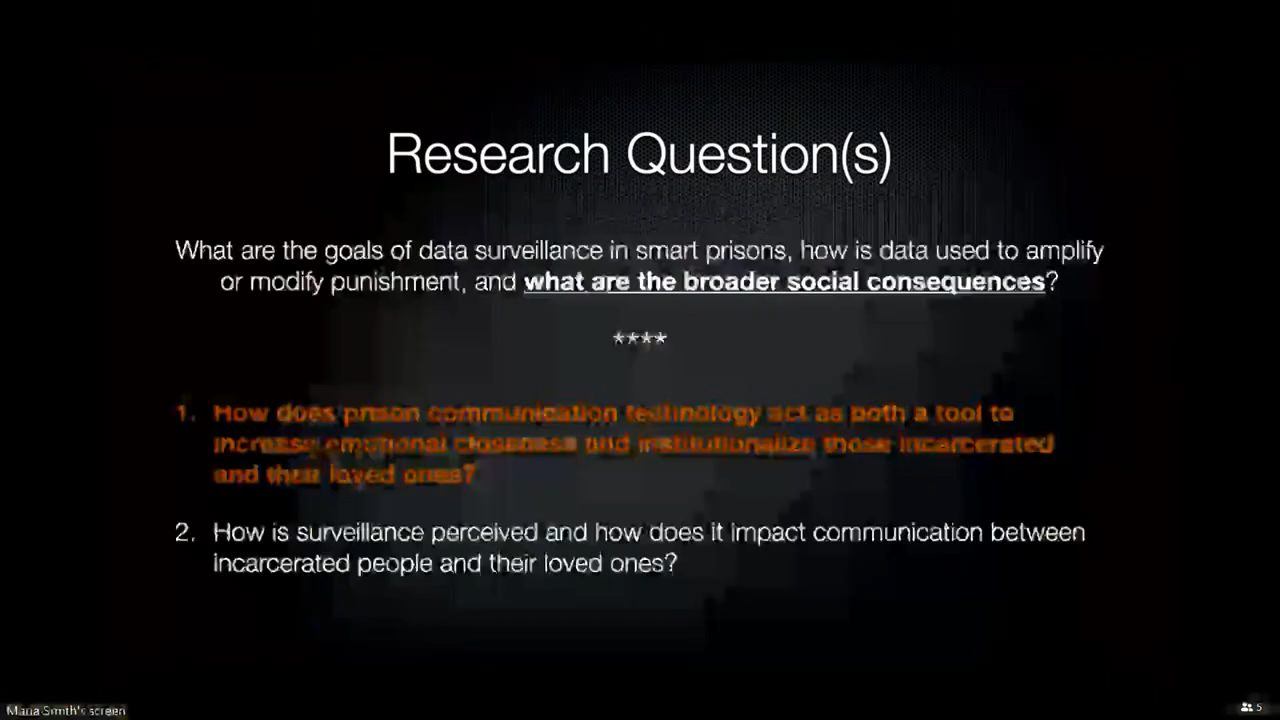 Research Question(s)
What are the goals of data surveillance in smart prisons, how is data used to amplify
or modify punishment, and what are the broader social consequences?
****
1. How does prison communication technology act as both a tool to
increase emotional closeness and institutionalize those incarcerated
and their loved ones?
2. How is surveillance perceived and how does it impact communication between
incarcerated people and their loved ones?
Maria Smith's screen
5